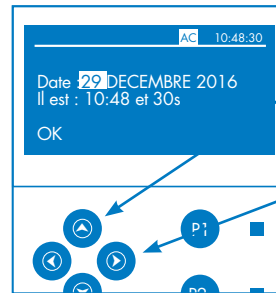 AC 10:48:30
Date : 29 DECEMBRE 2016
Il est : 10:48 et 30s
OK
P1
P2